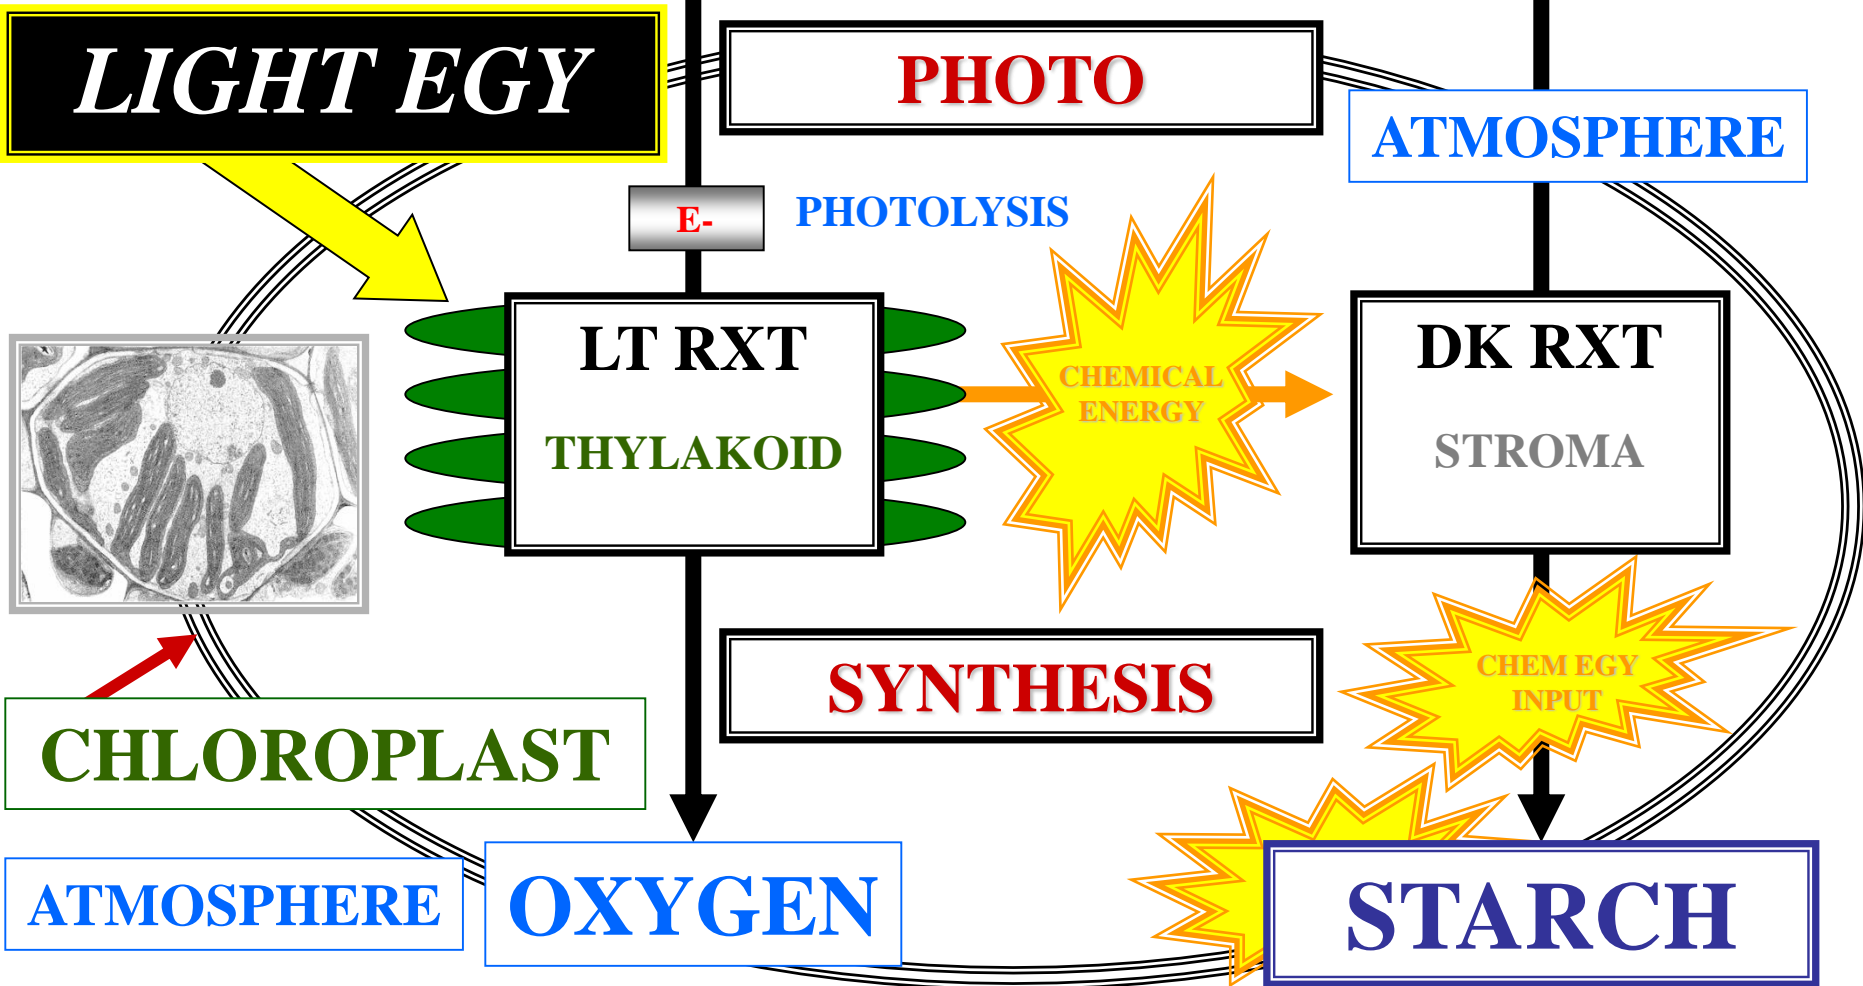 LIGHT EGY
PHOTO
ATMOSPHERE
E-
PHOTOLYSIS
LT RXT
THYLAKOID
CHEMICAL
ENERGY
DK RXT
STROMA
SYNTHESIS
CHEM EGY
INPUT
CHLOROPLAST
ATMOSPHERE
OXYGEN
STARCH